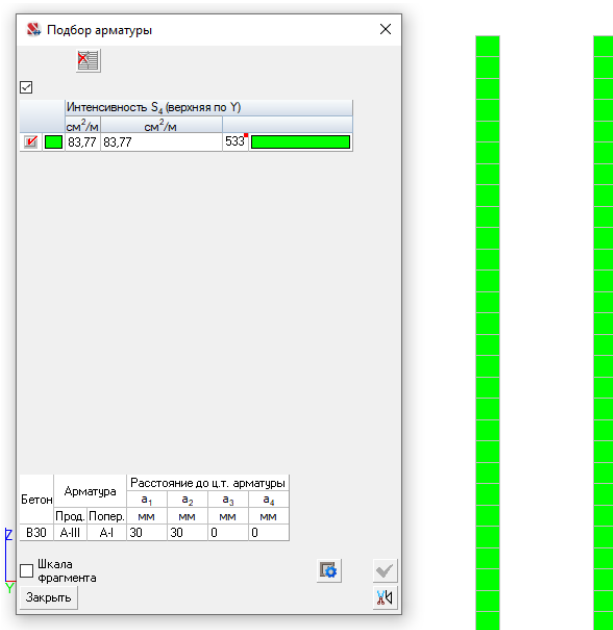 Подбор арматуры
Интенсивность S4 (верхняя по Y)
см2/м см2/м
83,77 83,77 533
Бетон Арматура Расстояние до ц.т. арматуры
a1 a2 a3 a4
Прод. Попер. мм мм мм мм
B30 A-III A-I 30 30 0 0
Шкала
фрагмента
Закрыть
Z
Y